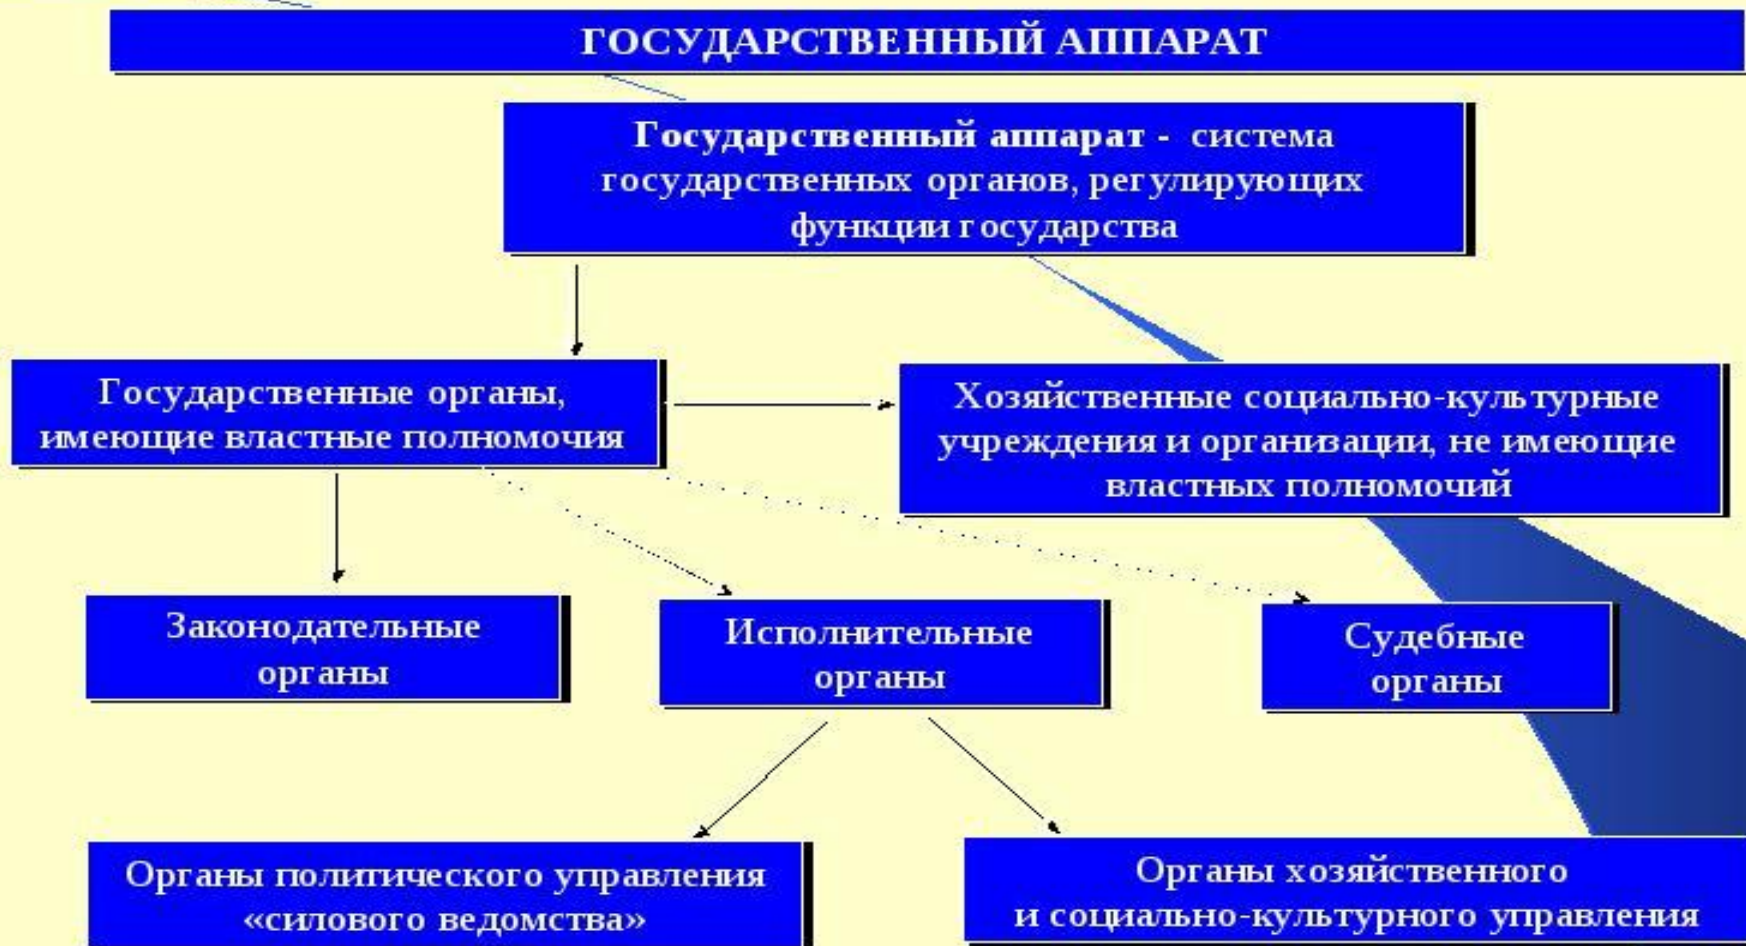 ГОСУДАРСТВЕННЫЙ АППАРАТ
Государственный аппарат - система
государственных органов, регулирующих
функции государства
Государственные органы,
имеющие властные полномочия
Хозяйственные социально-культурные
учреждения и организации, не имеющие
властных полномочий
Законодательные
органы
Исполнительные
органы
Судебные
органы
Органы политического управления
«силового ведомства»
Органы хозяйственного
и социально-культурного управления